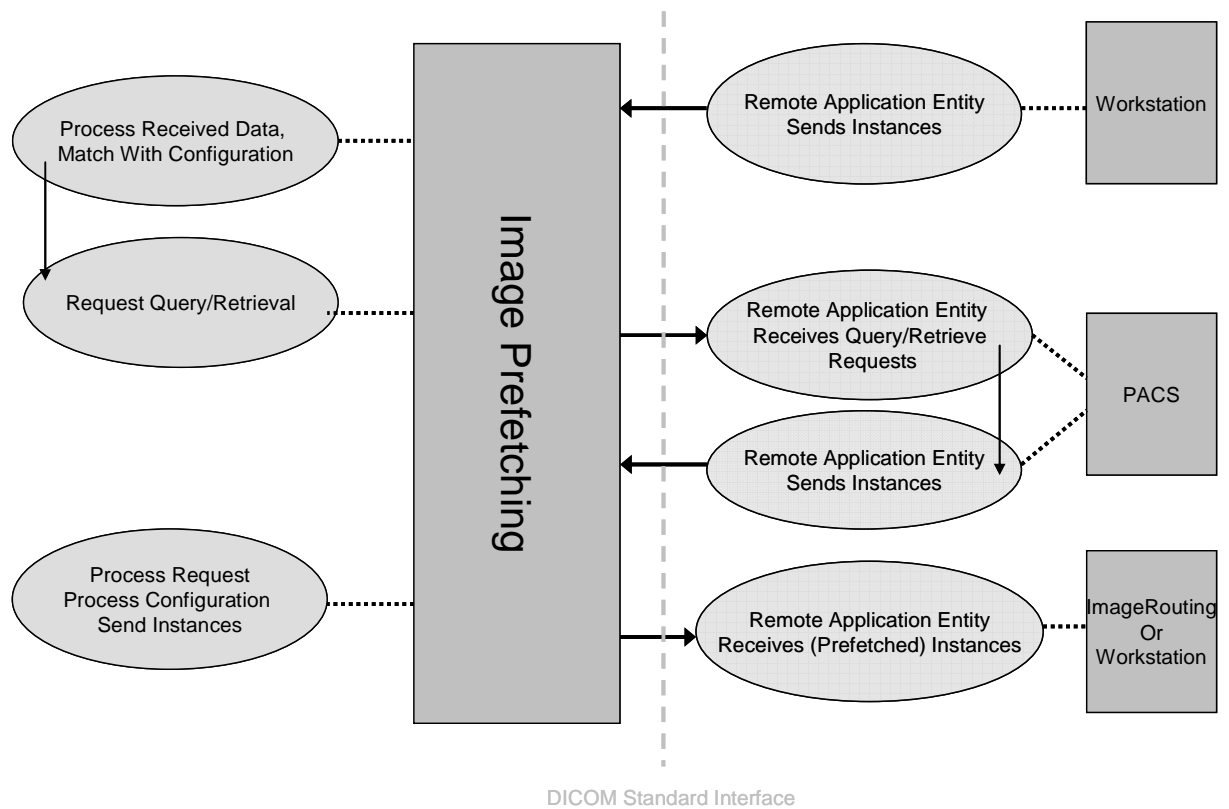 Process Received Data,
Match With Configuration
Request Query/Retrieval
Process Request
Process Configuration
Send Instances
Image Prefetching
Remote Application Entity
Sends Instances
Workstation
Remote Application Entity
Receives Query/Retrieve
Requests
PACS
Remote Application Entity
Sends Instances
Remote Application Entity
Receives (Prefetched) Instances
ImageRouting
Or
Workstation
DICOM Standard Interface